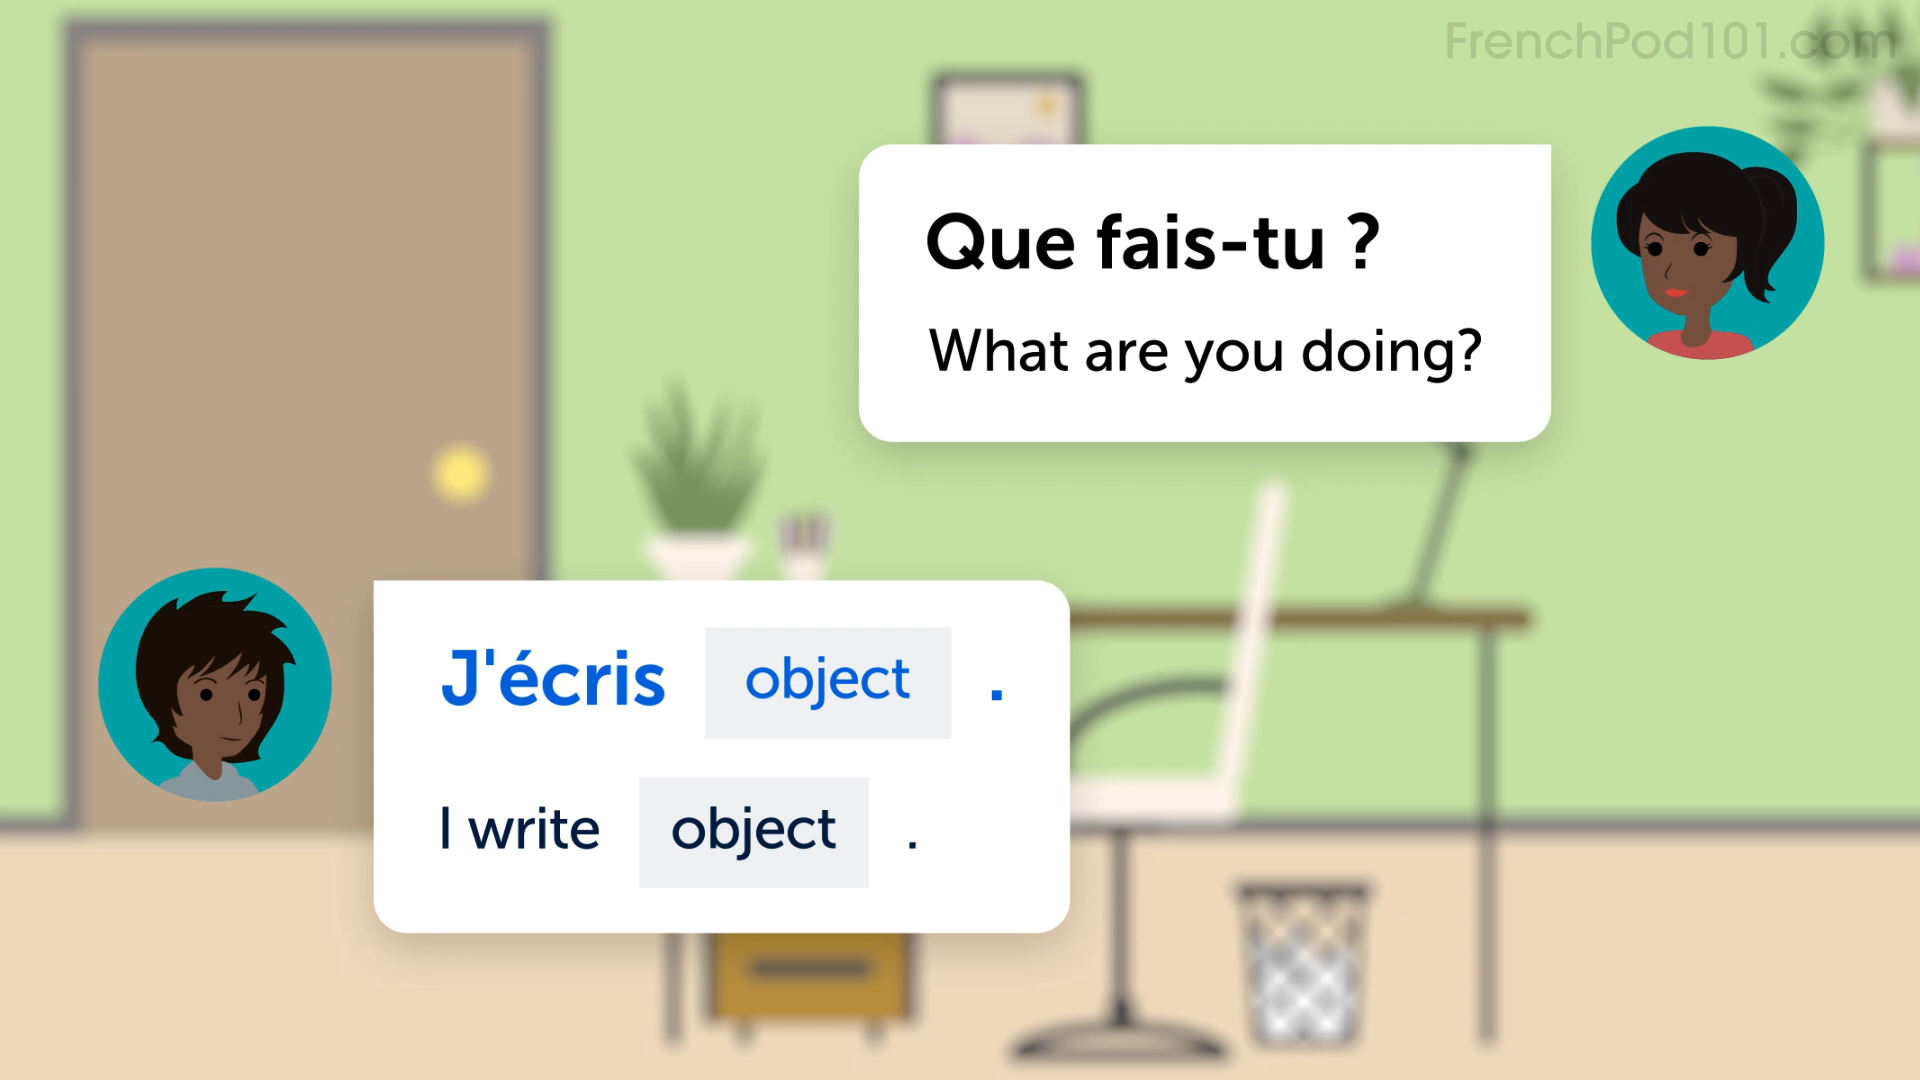 FrenchPod101.com
Que fais-tu ?
What are you doing?
J'écris object .
I write object .